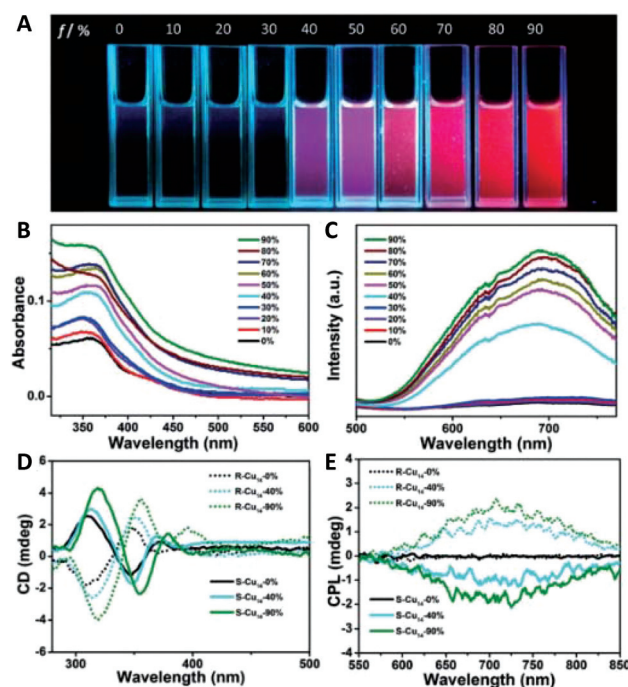 A
f/% 0 10 20 30 40 50 60 70 80 90
B
90%
80%
70%
60%
50%
40%
30%
20%
10%
0%
0.1
0.0
Absorbance
350 400 450 500 550 600
Wavelength (nm)
C
90%
80%
70%
60%
50%
40%
30%
20%
10%
0%
Intensity (a.u.)
500 600 700
Wavelength (nm)
D
R-Cu₁₄-0%
R-Cu₁₄-40%
R-Cu₁₄-90%
S-Cu₁₄-0%
S-Cu₁₄-40%
S-Cu₁₄-90%
6
4
2
0
-2
-4
-6
CD (mdeg)
300 400 500
Wavelength (nm)
E
R-Cu₁₄-0%
R-Cu₁₄-40%
R-Cu₁₄-90%
S-Cu₁₄-0%
S-Cu₁₄-40%
S-Cu₁₄-90%
4
3
2
1
0
-1
-2
-3
-4
CPL (mdeg)
550 600 650 700 750 800 850
Wavelength (nm)